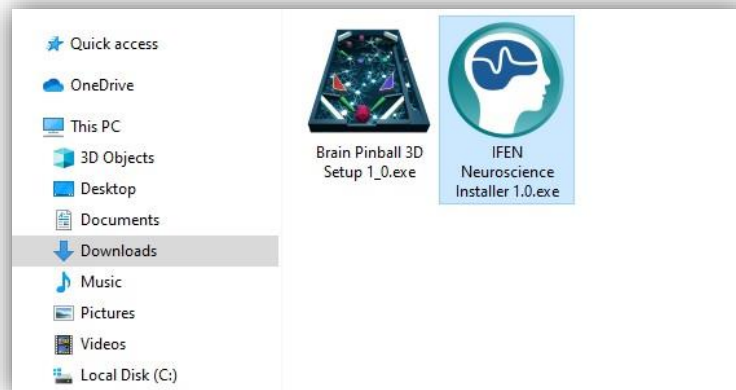 Quick access
OneDrive
This PC
3D Objects
Desktop
Documents
Downloads
Music
Pictures
Videos
Local Disk (C:)
Brain Pinball 3D
Setup 1_0.exe
IFEN
Neuroscience
Installer 1.0.exe